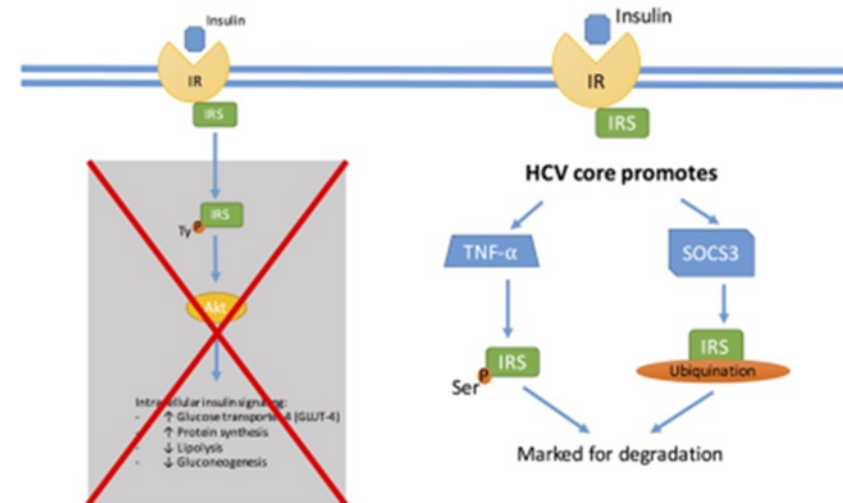 Insulin
IR
IRS
IRS
Ty
P
Akt
Intracellular insulin signaling:
- ↑ Glucose transporter 4 (GLUT-4)
- ↑ Protein synthesis
- ↓ Lipolysis
- ↓ Gluconeogenesis
Insulin
IR
IRS
HCV core promotes
TNF-α
SOCS3
IRS
Ser
P
IRS
Ubiquination
Marked for degradation